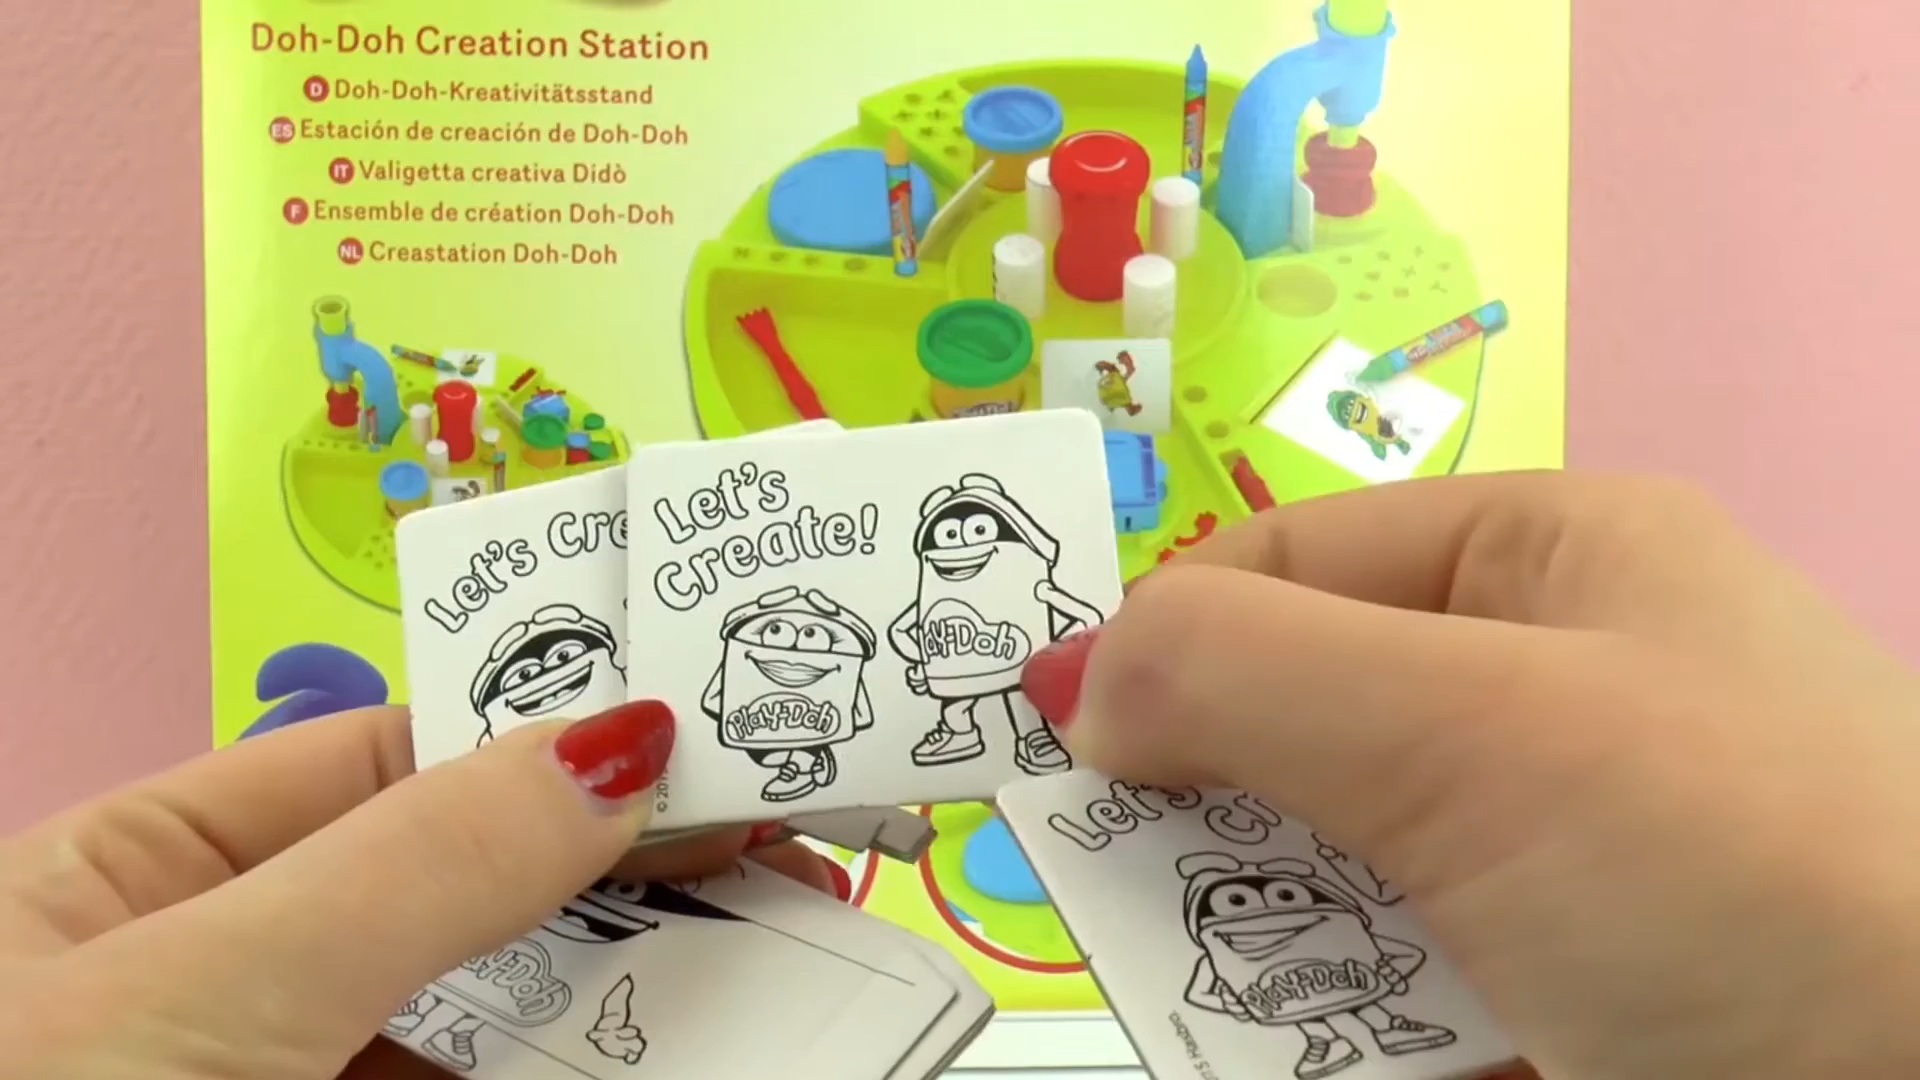 Doh-Doh Creation Station
D Doh-Doh-Kreativitätsstand
ES Estación de creación de Doh-Doh
IT Valigetta creativa Didò
F Ensemble de création Doh-Doh
NL Creastation Doh-Doh
Let's Cre
Let's
Create!
Play-Doh
Play-Doh
© 201
Let's
Cr
Play-Doh
Play-Doh